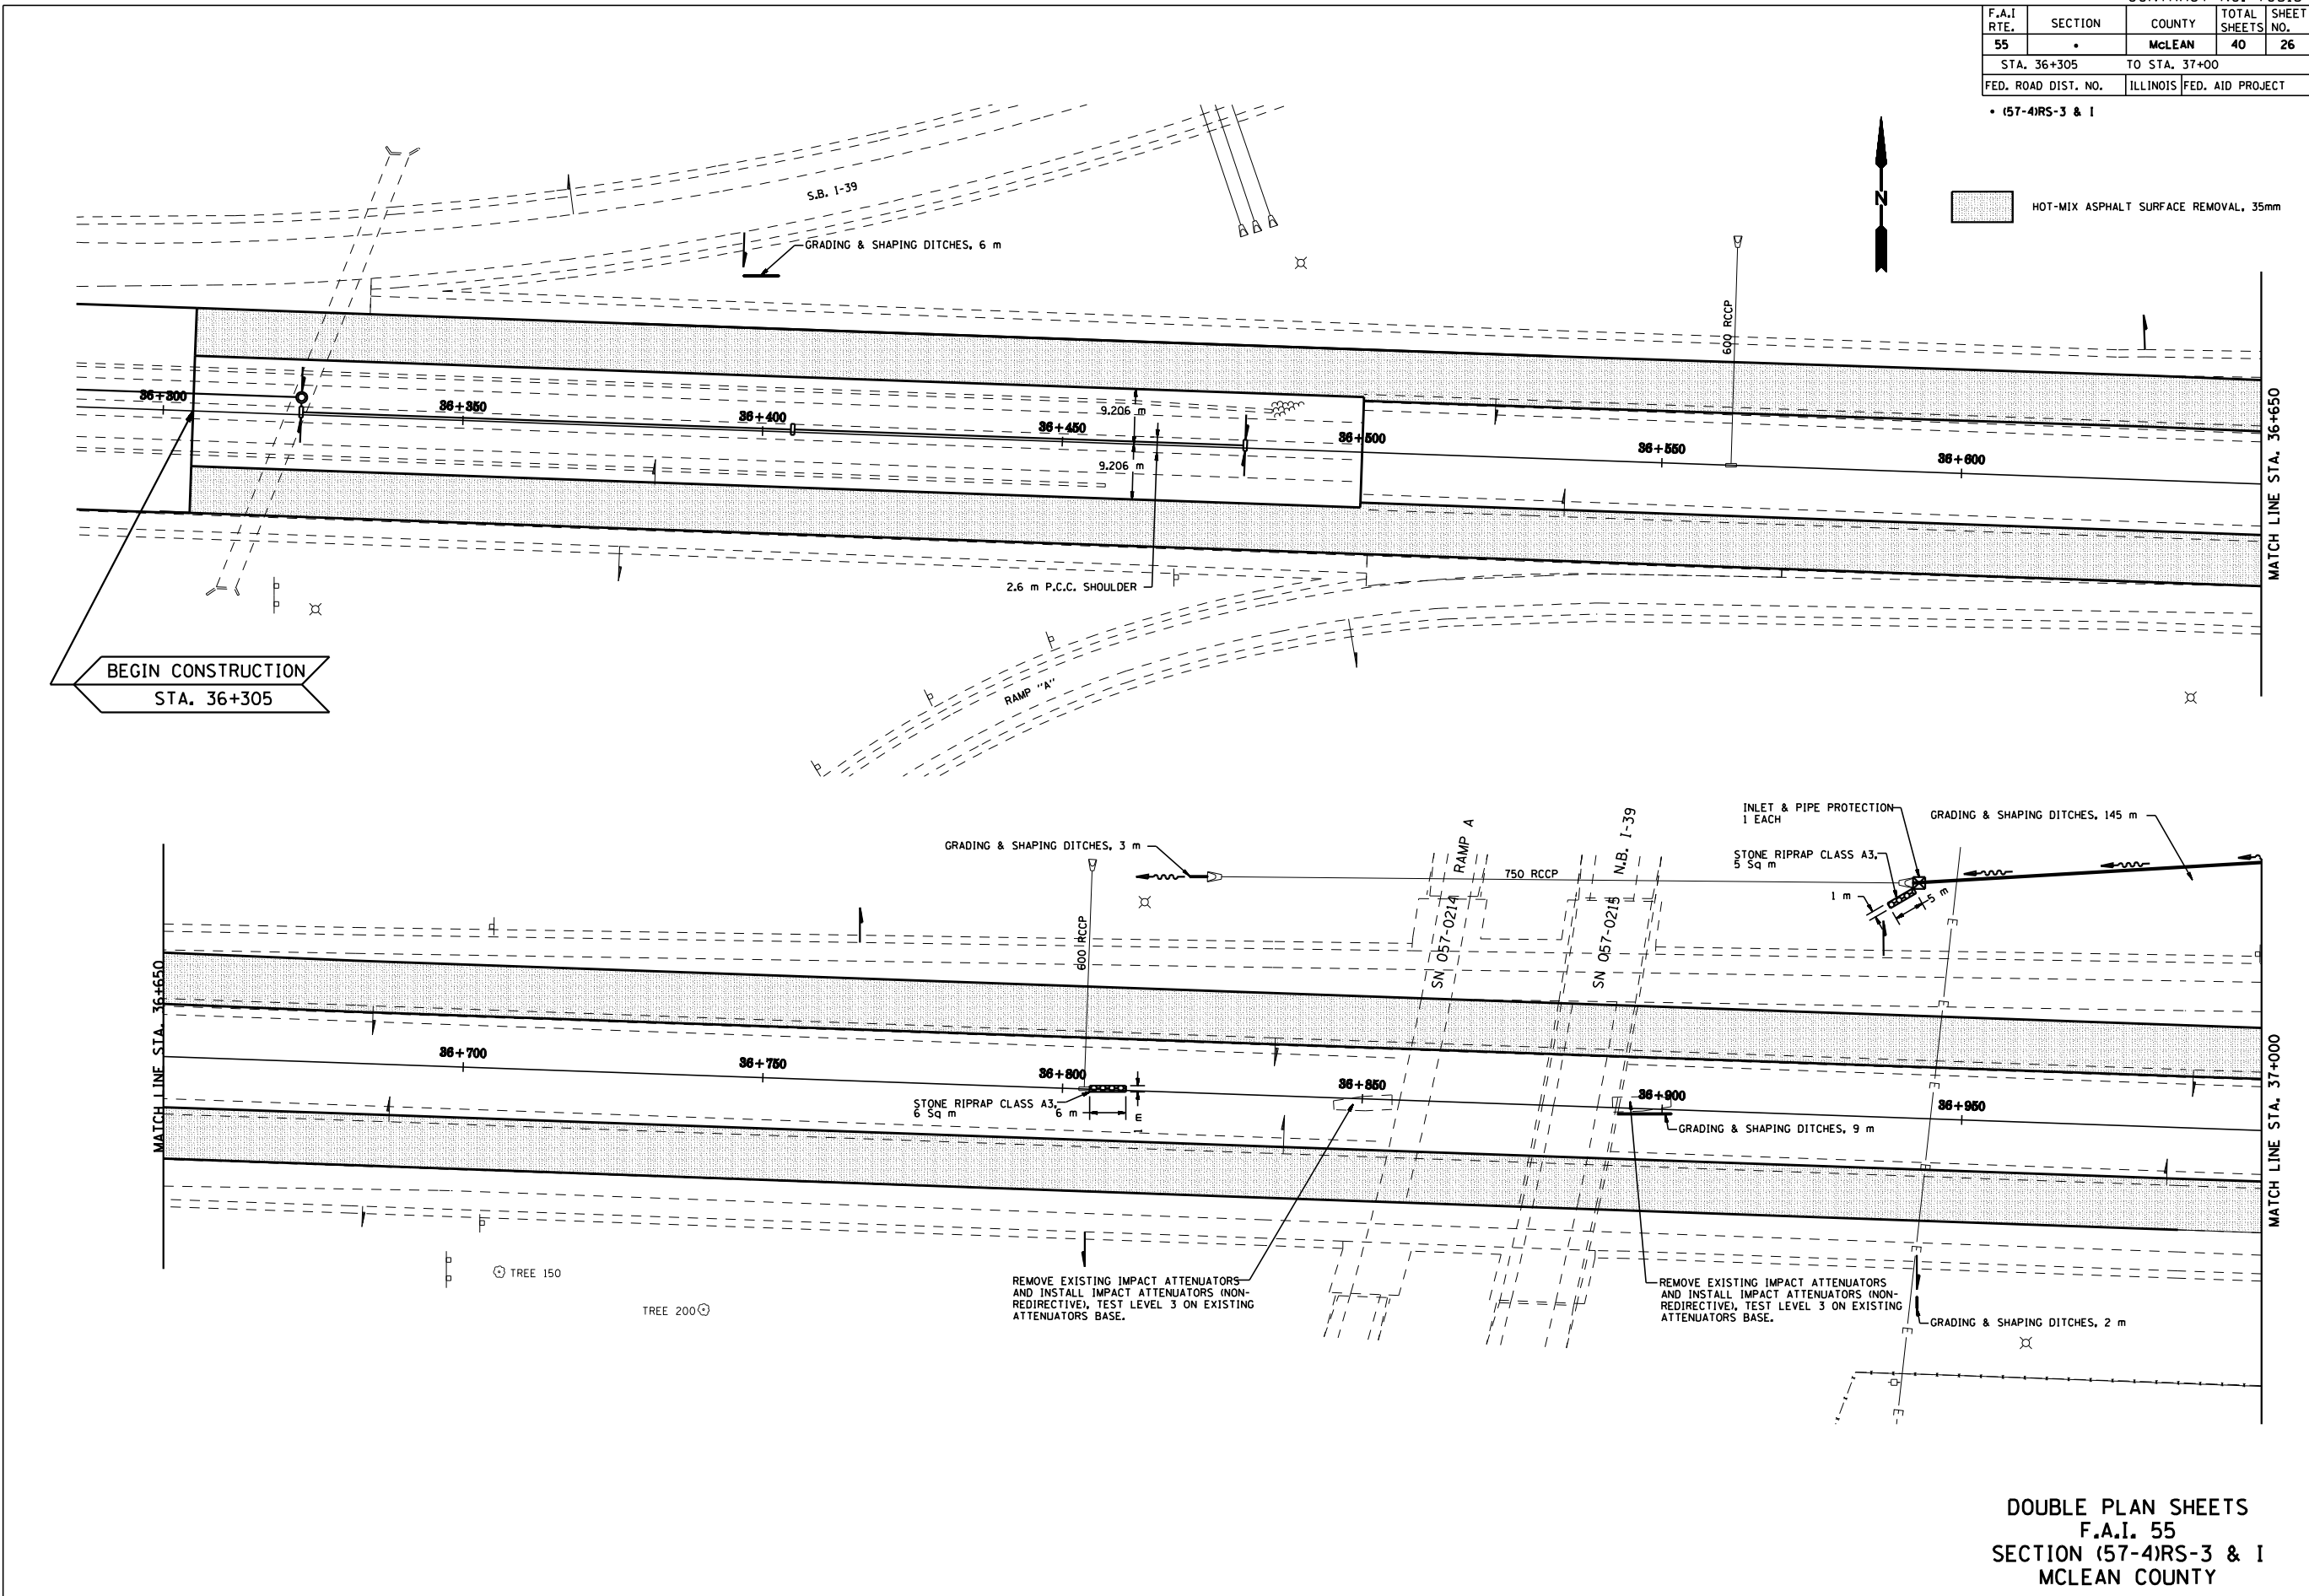 F.A.I RTE. SECTION COUNTY TOTAL SHEETS SHEET NO.
55 • McLEAN 40 26
STA. 36+305 TO STA. 37+00
FED. ROAD DIST. NO. ILLINOIS FED. AID PROJECT
• (57-4)RS-3 & I
N
HOT-MIX ASPHALT SURFACE REMOVAL, 35mm
S.B. I-39
GRADING & SHAPING DITCHES, 6 m
600 RCCP
36+300
36+350
36+400
36+450
36+500
36+550
36+600
9.206 m
9.206 m
2.6 m P.C.C. SHOULDER
MATCH LINE STA. 36+650
BEGIN CONSTRUCTION
STA. 36+305
RAMP "A"
INLET & PIPE PROTECTION
1 EACH
GRADING & SHAPING DITCHES, 145 m
GRADING & SHAPING DITCHES, 3 m
STONE RIPRAP CLASS A3,
5 Sq m
750 RCCP
RAMP A
N.B. I-39
1 m
5 m
600 RCCP
SN 057-0214
SN 057-0215
MATCH LINE STA. 36+650
36+700
36+750
36+800
36+850
36+900
36+950
STONE RIPRAP CLASS A3,
6 Sq m
6 m
1 m
GRADING & SHAPING DITCHES, 9 m
MATCH LINE STA. 37+000
E
E
E
E
E
E
E
TREE 150
TREE 200
REMOVE EXISTING IMPACT ATTENUATORS
AND INSTALL IMPACT ATTENUATORS (NON-
REDIRECTIVE), TEST LEVEL 3 ON EXISTING
ATTENUATORS BASE.
REMOVE EXISTING IMPACT ATTENUATORS
AND INSTALL IMPACT ATTENUATORS (NON-
REDIRECTIVE), TEST LEVEL 3 ON EXISTING
ATTENUATORS BASE.
GRADING & SHAPING DITCHES, 2 m
DOUBLE PLAN SHEETS
F.A.I. 55
SECTION (57-4)RS-3 & I
MCLEAN COUNTY